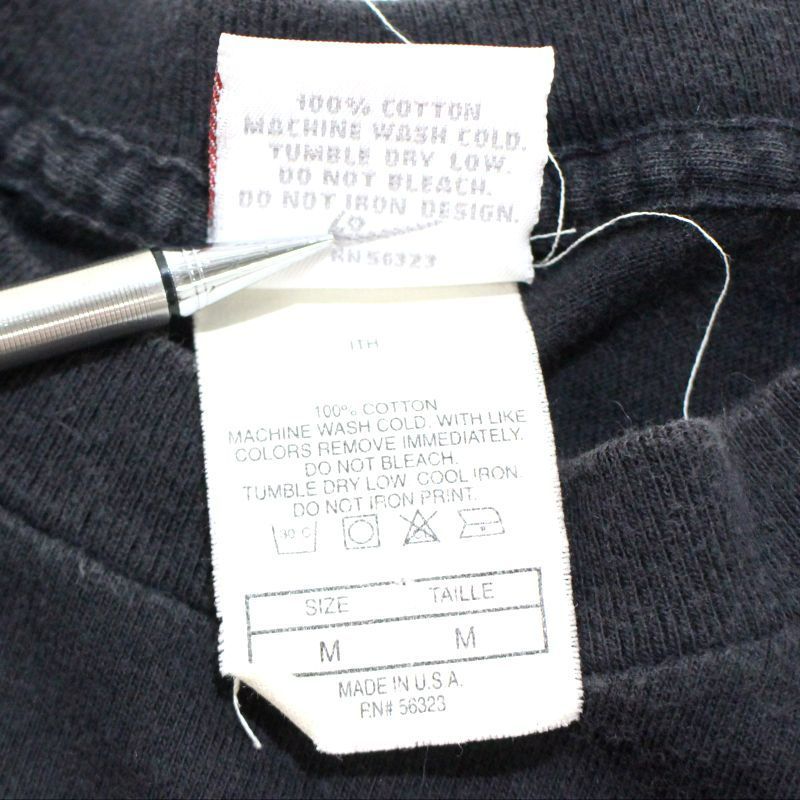 100% COTTON
MACHINE WASH COLD.
TUMBLE DRY LOW.
DO NOT BLEACH.
DO NOT IRON DESIGN.
RN 56323
ITH
100% COTTON
MACHINE WASH COLD. WITH LIKE
COLORS REMOVE IMMEDIATELY.
DO NOT BLEACH.
TUMBLE DRY LOW. COOL IRON.
DO NOT IRON PRINT.
30 C
SIZE TAILLE
M M
MADE IN U.S.A.
RN# 56323